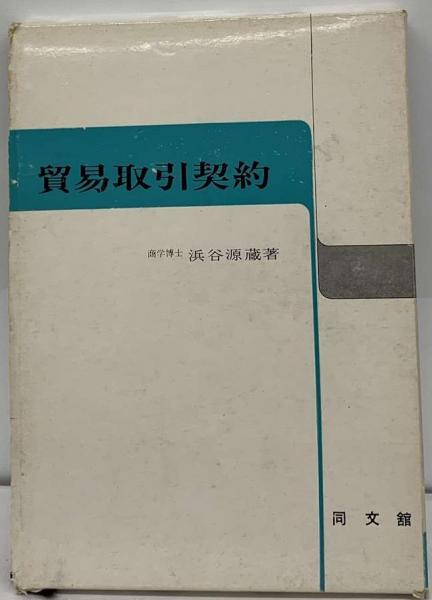 貿易取引契約
商学博士 浜谷源蔵著
同文舘